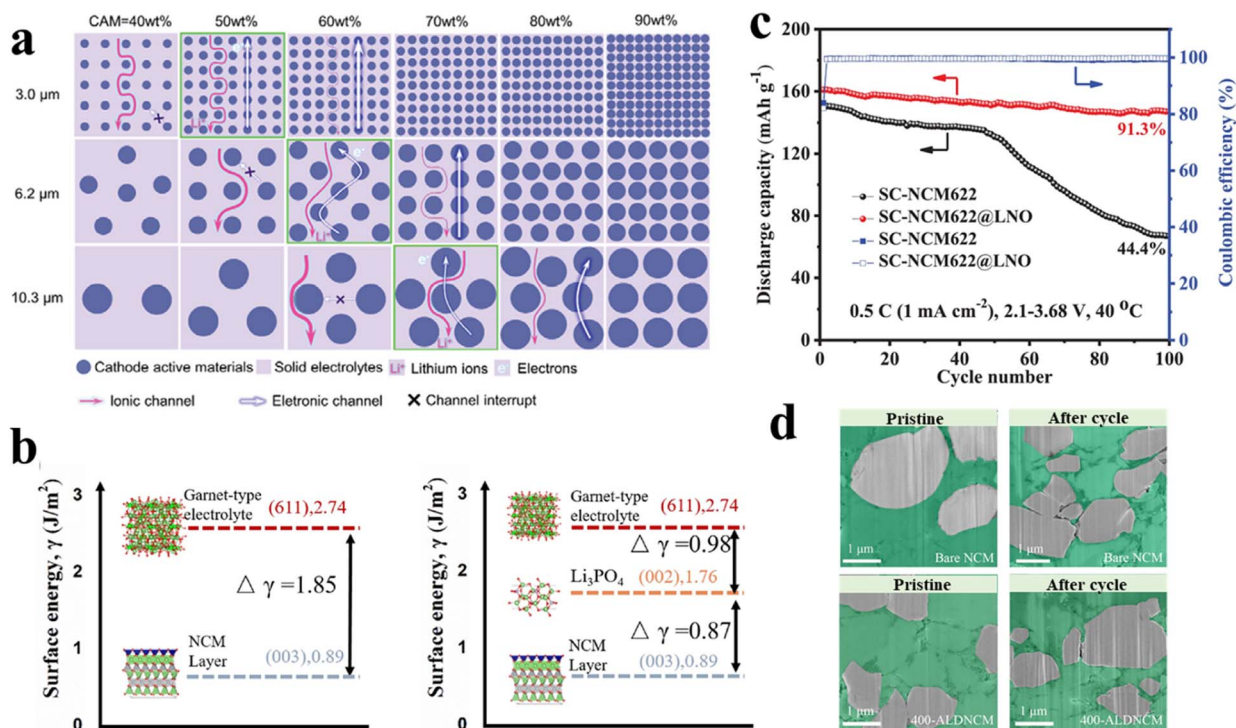 a
CAM=40wt% 50wt% 60wt% 70wt% 80wt% 90wt%
3.0 μm
6.2 μm
10.3 μm
e⁻
Li⁺
e⁻
Li⁺
e⁻
Li⁺
Cathode active materials Solid electrolytes Li⁺ Lithium ions e⁻ Electrons
Ionic channel Eletronic channel Channel interrupt
b
Surface energy, γ (J/m²)
3
2
1
0
Garnet-type
electrolyte
(611),2.74
△ γ =1.85
NCM
Layer
(003),0.89
Surface energy, γ (J/m²)
3
2
1
0
Garnet-type
electrolyte
(611),2.74
△ γ =0.98
Li₃PO₄
(002),1.76
△ γ =0.87
NCM
Layer
(003),0.89
c
Discharge capacity (mAh g⁻¹)
200
160
120
80
40
0
91.3%
44.4%
SC-NCM622
SC-NCM622@LNO
SC-NCM622
SC-NCM622@LNO
0.5 C (1 mA cm⁻²), 2.1-3.68 V, 40 °C
0 20 40 60 80 100
Cycle number
100
80
60
40
20
0
Coulombic efficiency (%)
d
Pristine
1 μm
Bare NCM
After cycle
1 μm
Bare NCM
Pristine
1 μm
400-ALDNCM
After cycle
1 μm
400-ALDNCM